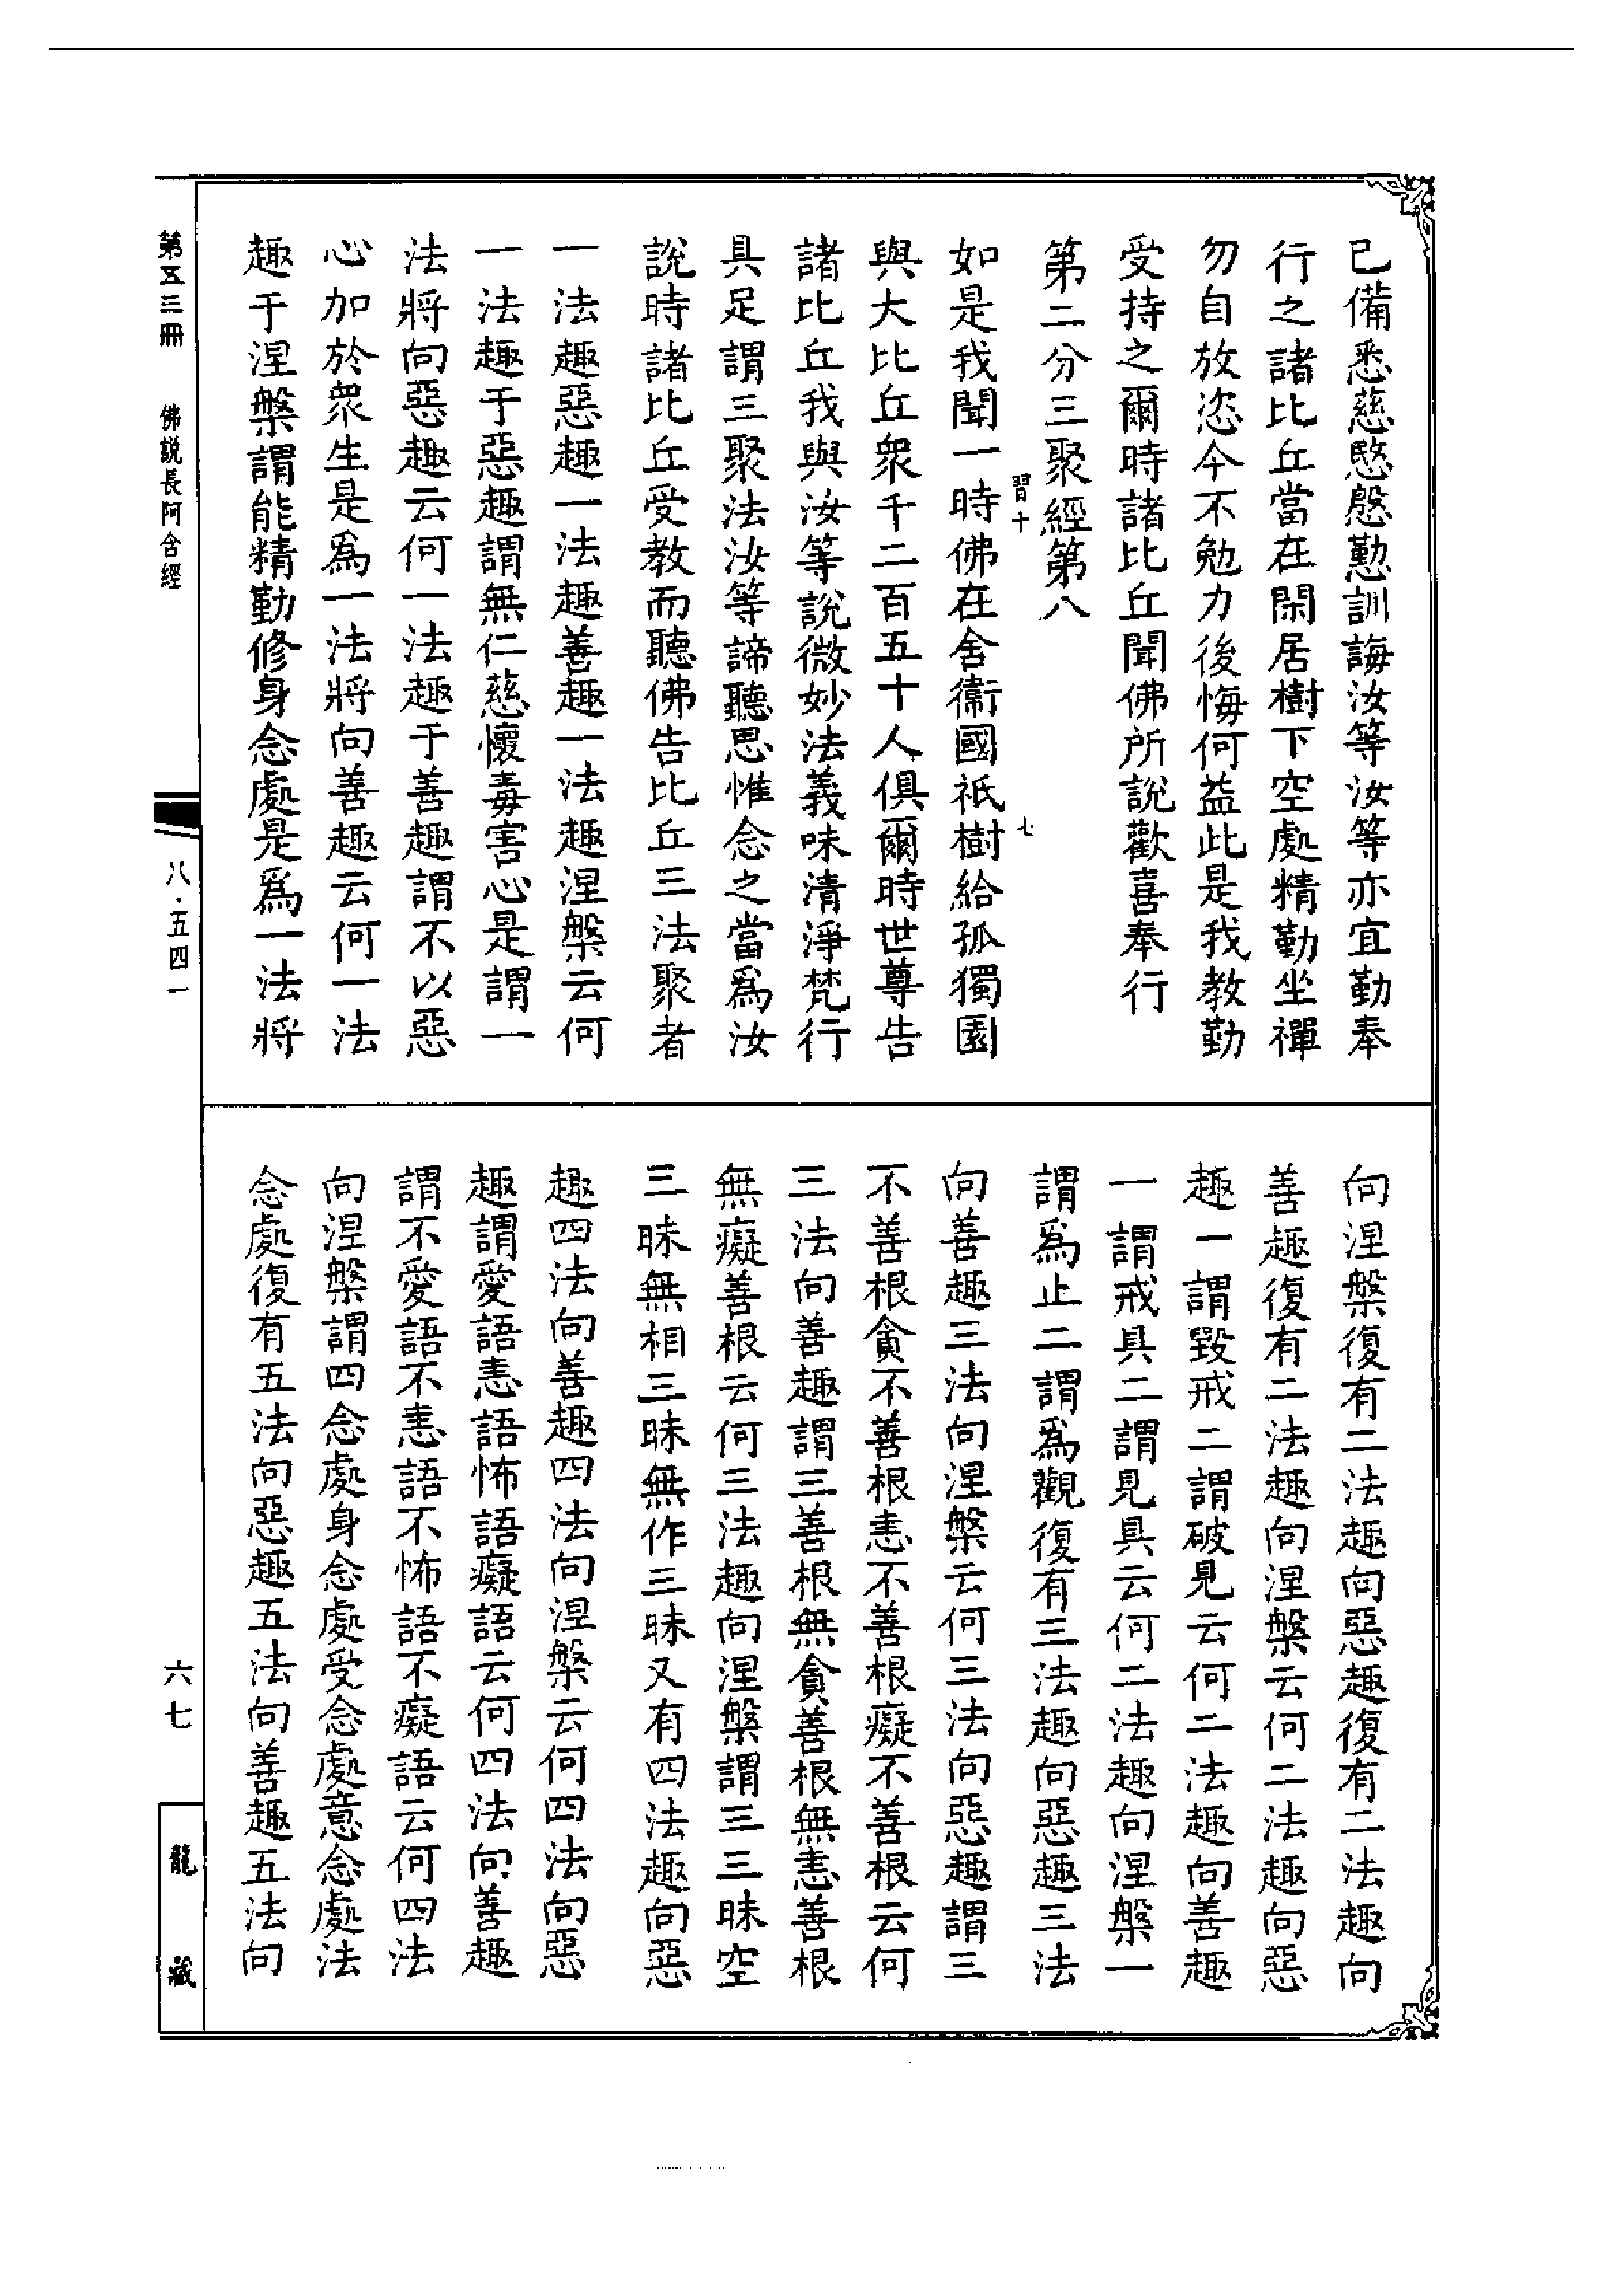 已備悉慈愍慇懃訓誨汝等汝等亦宜勤奉
行之諸比丘當在閑居樹下空處精勤坐禪
勿自放恣今不勉力後悔何益此是我教勤
受持之爾時諸比丘聞佛所說歡喜奉行
第二分三聚經第八
習十 七
如是我聞一時佛在舍衞國祇樹給孤獨園
與大比丘衆千二百五十人俱爾時世尊告
諸比丘我與汝等說微妙法義味清淨梵行
具足謂三聚法汝等諦聽思惟念之當爲汝
說時諸比丘受教而聽佛告比丘三法聚者
一法趣惡趣一法趣善趣一法趣涅槃云何
一法趣于惡趣謂無仁慈懷毒害心是謂一
法將向惡趣云何一法趣于善趣謂不以惡
心加於衆生是爲一法將向善趣云何一法
趣于涅槃謂能精勤修身念處是爲一法將
向涅槃復有二法趣向惡趣復有二法趣向
善趣復有二法趣向涅槃云何二法趣向惡
趣一謂毀戒二謂破見云何二法趣向善趣
一謂戒具二謂見具云何二法趣向涅槃一
謂爲止二謂爲觀復有三法趣向惡趣三法
向善趣三法向涅槃云何三法向惡趣謂三
不善根貪不善根恚不善根癡不善根云何
三法向善趣謂三善根無貪善根無恚善根
無癡善根云何三法趣向涅槃謂三三昧空
三昧無相三昧無作三昧又有四法趣向惡
趣四法向善趣四法向涅槃云何四法向惡
趣謂愛語恚語怖語癡語云何四法向善趣
謂不愛語不恚語不怖語不癡語云何四法
向涅槃謂四念處身念處受念處意念處法
念處復有五法向惡趣五法向善趣五法向
第五三冊 佛説長阿含經
八·五四一
六七
龍藏